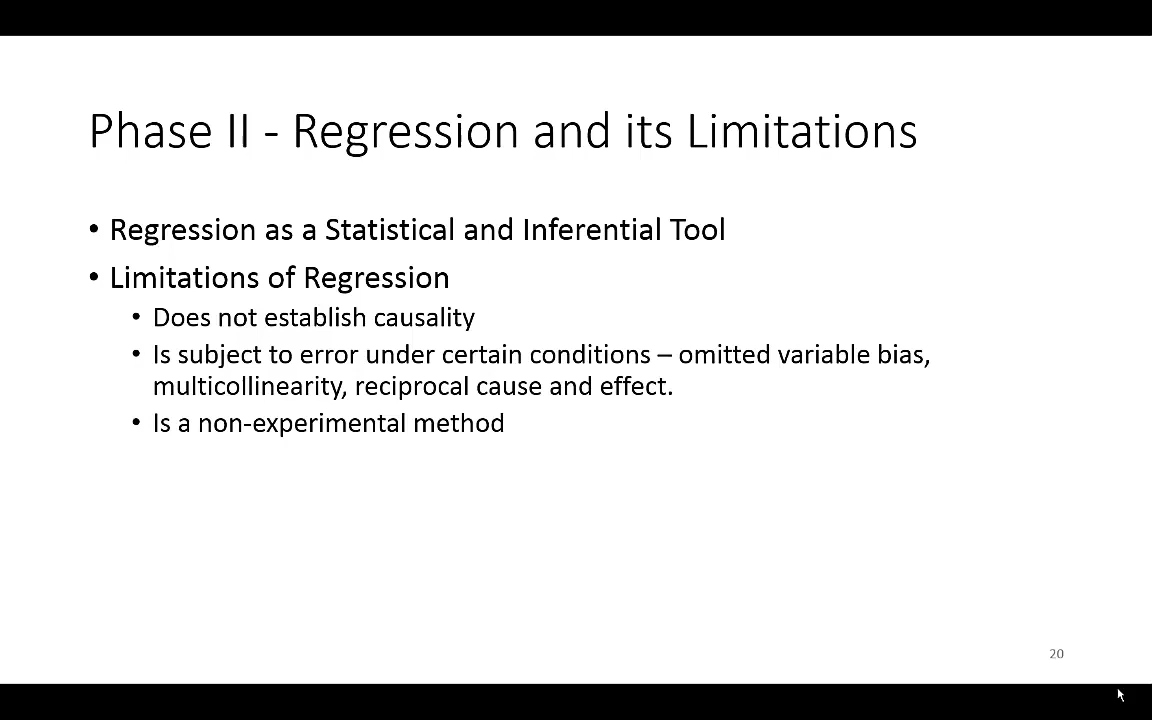 Phase II - Regression and its Limitations
• Regression as a Statistical and Inferential Tool
• Limitations of Regression
• Does not establish causality
• Is subject to error under certain conditions – omitted variable bias,
multicollinearity, reciprocal cause and effect.
• Is a non-experimental method
20